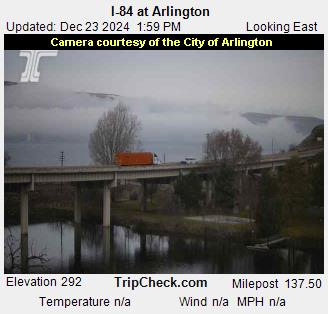 I-84 at Arlington
Updated: Dec 23 2024 1:59 PM Looking East
Camera courtesy of the City of Arlington
Elevation 292 TripCheck.com Milepost 137.50
Temperature n/a Wind n/a MPH n/a